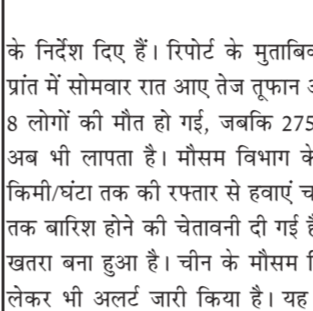 के निर्देश दिए हैं। रिपोर्ट के मुताबिक
प्रांत में सोमवार रात आए तेज तूफान
8 लोगों की मौत हो गई, जबकि 275
अब भी लापता है। मौसम विभाग के
किमी/घंटा तक की रफ्तार से हवाएं
तक बारिश होने की चेतावनी दी गई
खतरा बना हुआ है। चीन के मौसम
लेकर भी अलर्ट जारी किया है। यह